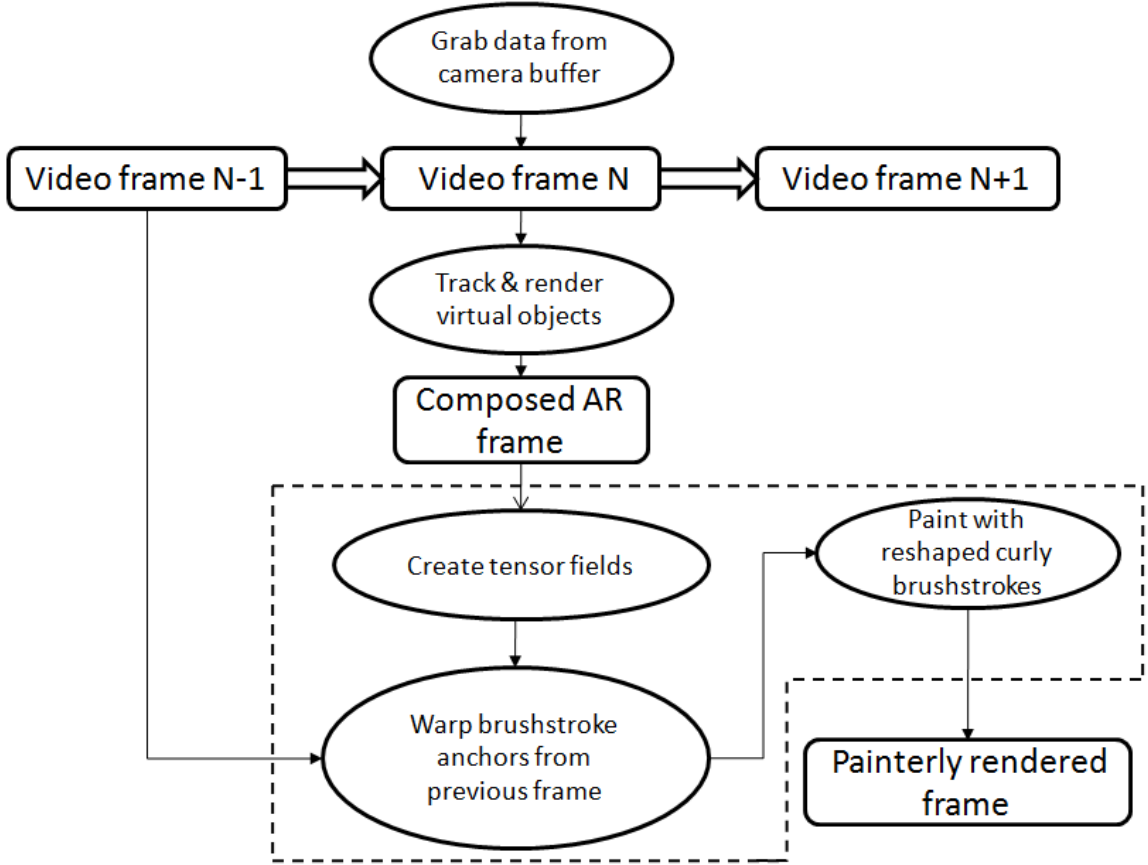 Grab data from
camera buffer
Video frame N-1
Video frame N
Video frame N+1
Track & render
virtual objects
Composed AR
frame
Create tensor fields
Paint with
reshaped curly
brushstrokes
Warp brushstroke
anchors from
previous frame
Painterly rendered
frame